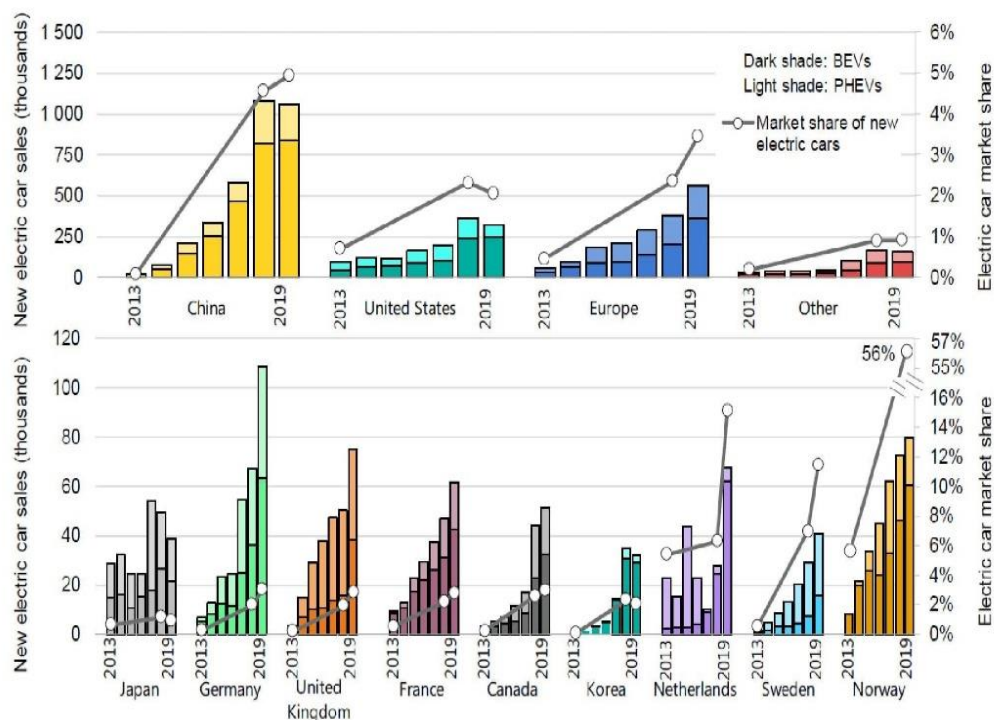 New electric car sales (thousands)
1 500
1 250
1 000
750
500
250
0
6%
5%
4%
3%
2%
1%
0%
Electric car market share
Dark shade: BEVs
Light shade: PHEVs
Market share of new
electric cars
2013
2019
China
2013
2019
United States
2013
2019
Europe
2013
2019
Other
New electric car sales (thousands)
120
100
80
60
40
20
0
56%
57%
55%
16%
14%
12%
10%
8%
6%
4%
2%
0%
Electric car market share
2013
2019
Japan
2013
2019
Germany
2013
2019
United
Kingdom
2013
2019
France
2013
2019
Canada
2013
2019
Korea
2013
2019
Netherlands
2013
2019
Sweden
2013
2019
Norway